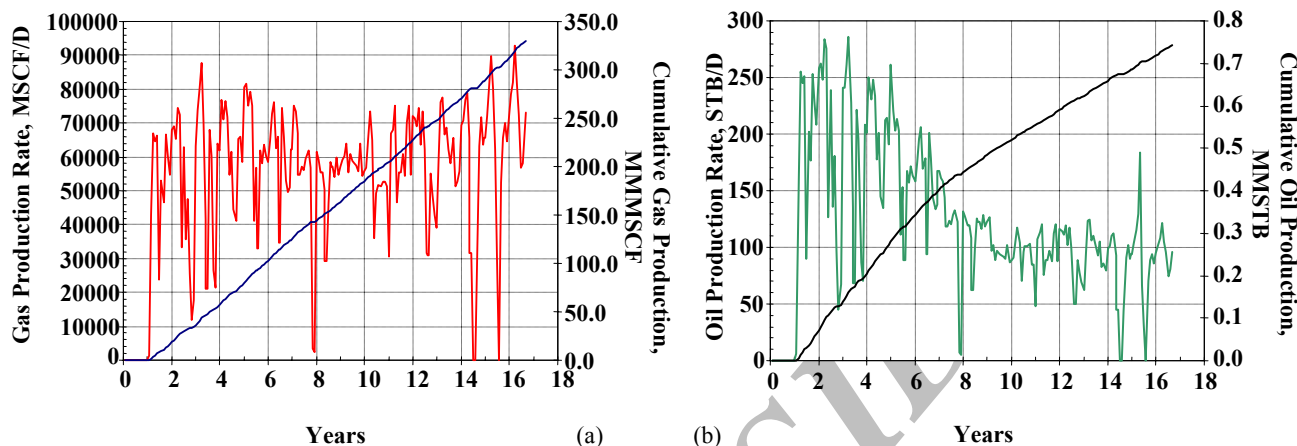 100000
90000
80000
70000
60000
50000
40000
30000
20000
10000
0
Gas Production Rate, MSCF/D
350.0
300.0
250.0
200.0
150.0
100.0
50.0
0.0
Cumulative Gas Production,
MMMSCF
0 2 4 6 8 10 12 14 16 18
Years
(a)
300
250
200
150
100
50
0
Oil Production Rate, STB/D
0.8
0.7
0.6
0.5
0.4
0.3
0.2
0.1
0.0
Cumulative Oil Production,
MMSTB
0 2 4 6 8 10 12 14 16 18
(b)
Years